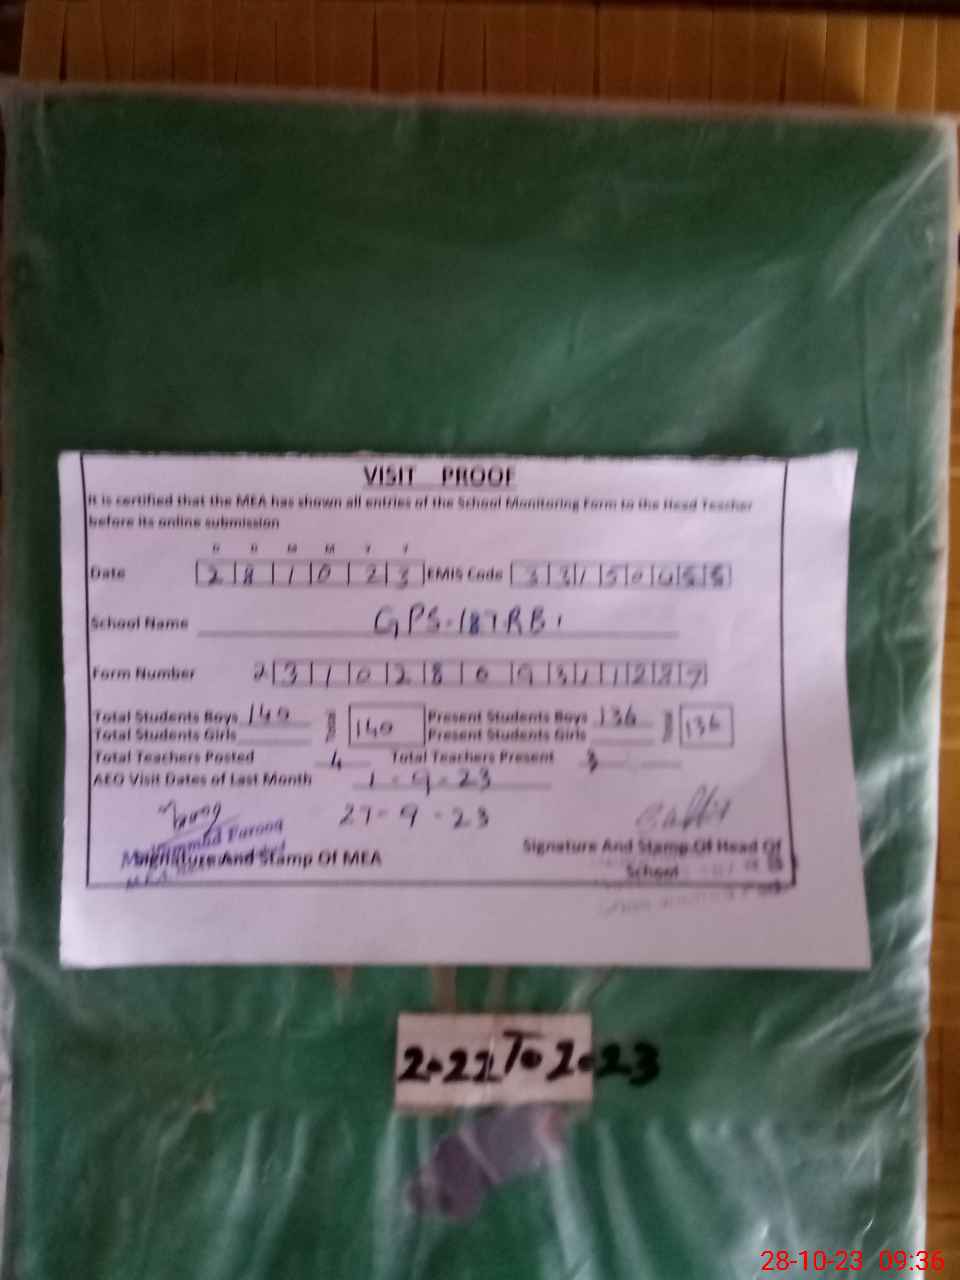 VISIT PROOF
It is certified that the MEA has shown all entries of the School Monitoring Form to the Head Teacher
before its online submission
D D M M Y Y
Date 2 8 1 0 2 3 EMIS Code 3 3 1 5 0 0 5 5
School Name GPS-187RB
Form Number 2 3 1 0 2 8 0 9 3 1 1 2 8 7
Total Students Boys 140 Total 140 Present Students Boys 136 Total 136
Total Students Girls Present Students Girls
Total Teachers Posted 4 Total Teachers Present 3
AEO Visit Dates of Last Month 1-9-23
27-9-23
Muhammad Farooq
Signature And Stamp Of MEA
Signature And Stamp Of Head Of
School
2022 To 2023
28-10-23 09:36